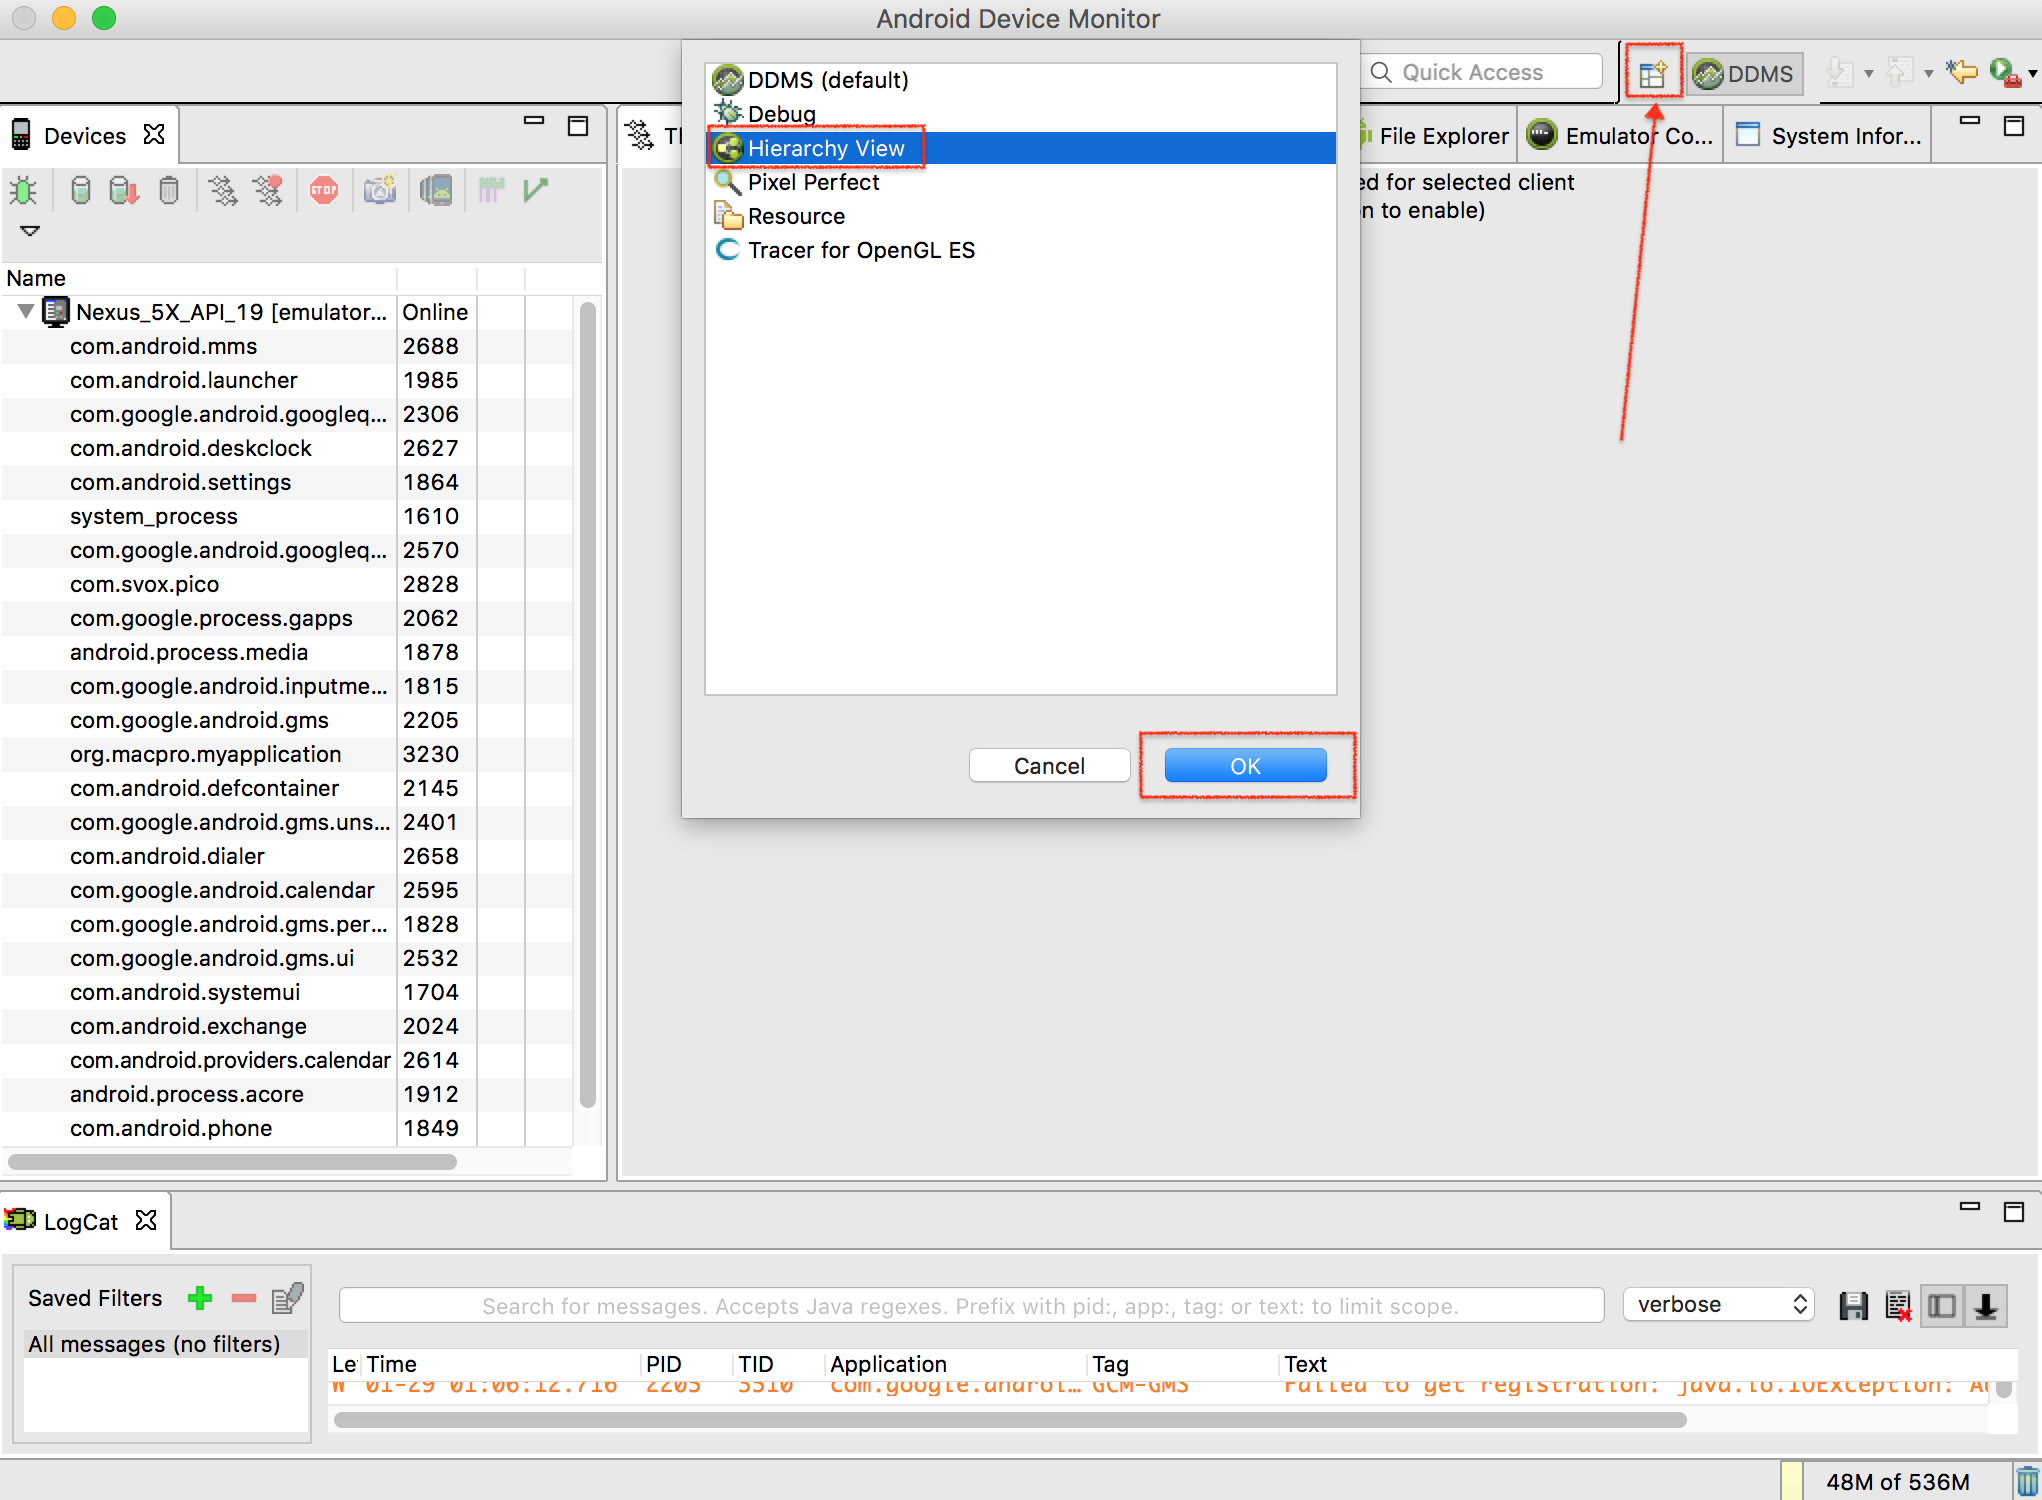 Android Device Monitor
Quick Access
DDMS
DDMS (default)
Debug
Hierarchy View
Pixel Perfect
Resource
Tracer for OpenGL ES
Cancel
OK
Devices
Th
File Explorer
Emulator Co...
System Infor...
ed for selected client
n to enable)
STOP
Name
Nexus_5X_API_19 [emulator... Online
com.android.mms 2688
com.android.launcher 1985
com.google.android.googleq... 2306
com.android.deskclock 2627
com.android.settings 1864
system_process 1610
com.google.android.googleq... 2570
com.svox.pico 2828
com.google.process.gapps 2062
android.process.media 1878
com.google.android.inputme... 1815
com.google.android.gms 2205
org.macpro.myapplication 3230
com.android.defcontainer 2145
com.google.android.gms.uns... 2401
com.android.dialer 2658
com.google.android.calendar 2595
com.google.android.gms.per... 1828
com.google.android.gms.ui 2532
com.android.systemui 1704
com.android.exchange 2024
com.android.providers.calendar 2614
android.process.acore 1912
com.android.phone 1849
LogCat
Saved Filters
All messages (no filters)
Search for messages. Accepts Java regexes. Prefix with pid:, app:, tag: or text: to limit scope.
verbose
Le Time PID TID Application Tag Text
W 01-29 01:06:12.716 2205 3510 com.google.androi... GCM-GMS Failed to get registration: java.io.IOException: A
48M of 536M